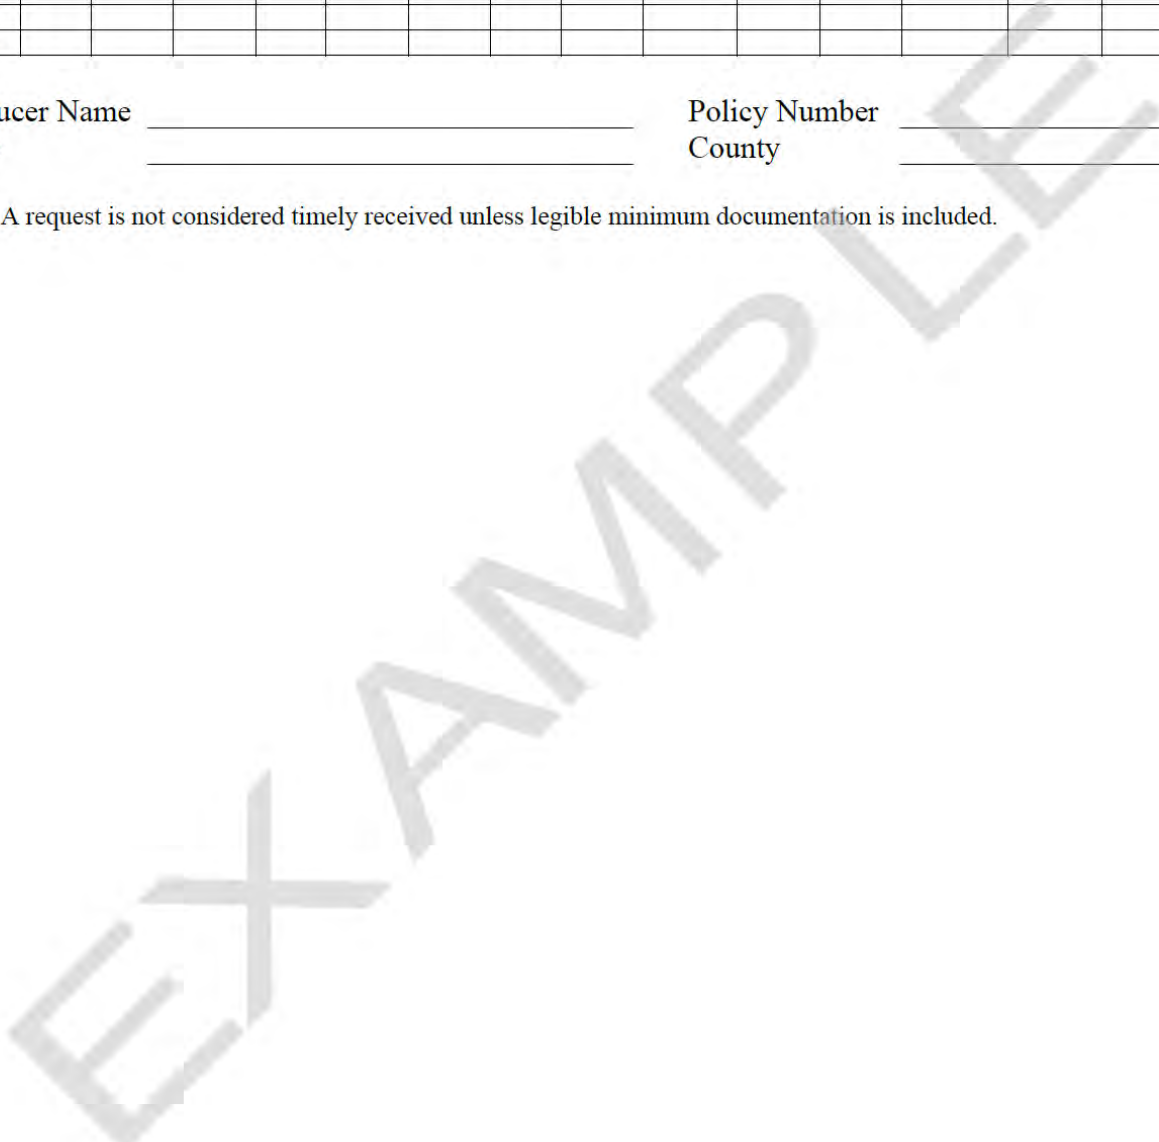 ucer Name Policy Number
County
A request is not considered timely received unless legible minimum documentation is included.
EXAMPLE